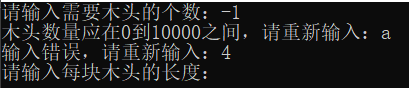 请输入需要木头的个数：-1
木头数量应在0到10000之间，请重新输入：a
输入错误，请重新输入：4
请输入每块木头的长度：